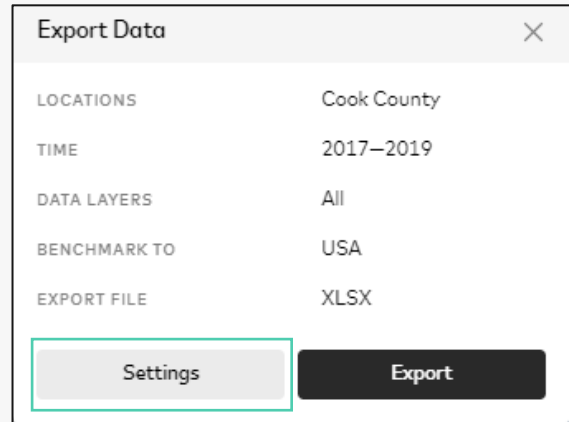 Export Data
LOCATIONS Cook County
TIME 2017—2019
DATA LAYERS All
BENCHMARK TO USA
EXPORT FILE XLSX
Settings Export